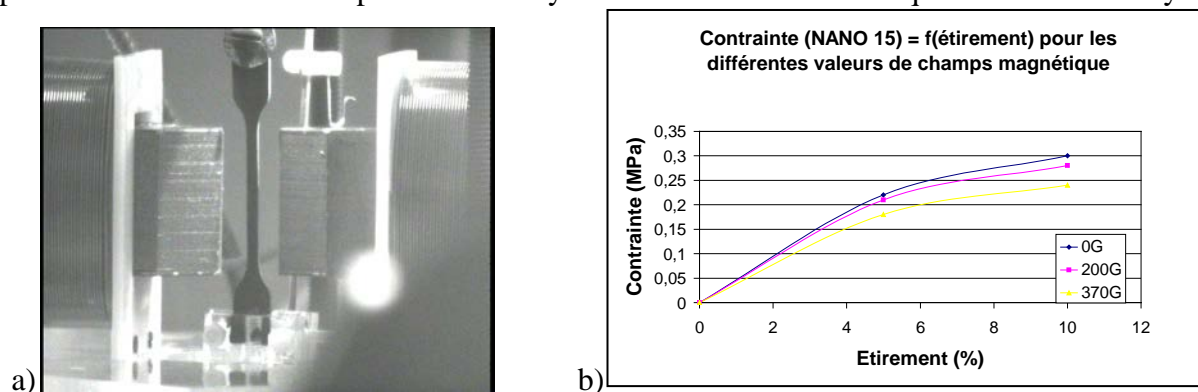 Contrainte (NANO 15) = f(étirement) pour les
différentes valeurs de champs magnétique
Contrainte (MPa)
0,35
0,3
0,25
0,2
0,15
0,1
0,05
0
0G
200G
370G
0 2 4 6 8 10 12
Etirement (%)
a)
b)